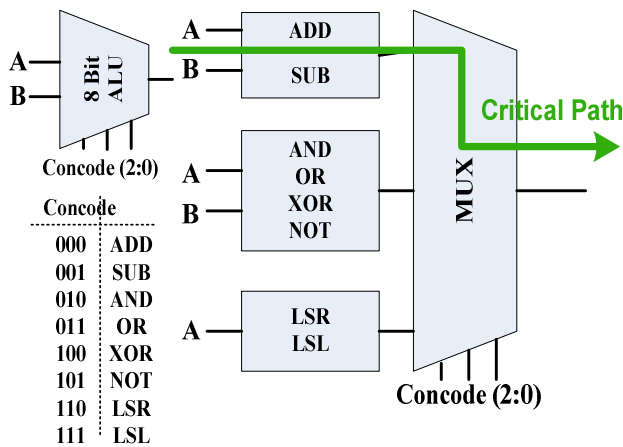 A
B
8 Bit
ALU
Concode (2:0)
Concode
000 ADD
001 SUB
010 AND
011 OR
100 XOR
101 NOT
110 LSR
111 LSL
A
B
ADD
SUB
A
B
AND
OR
XOR
NOT
A
LSR
LSL
MUX
Critical Path
Concode (2:0)